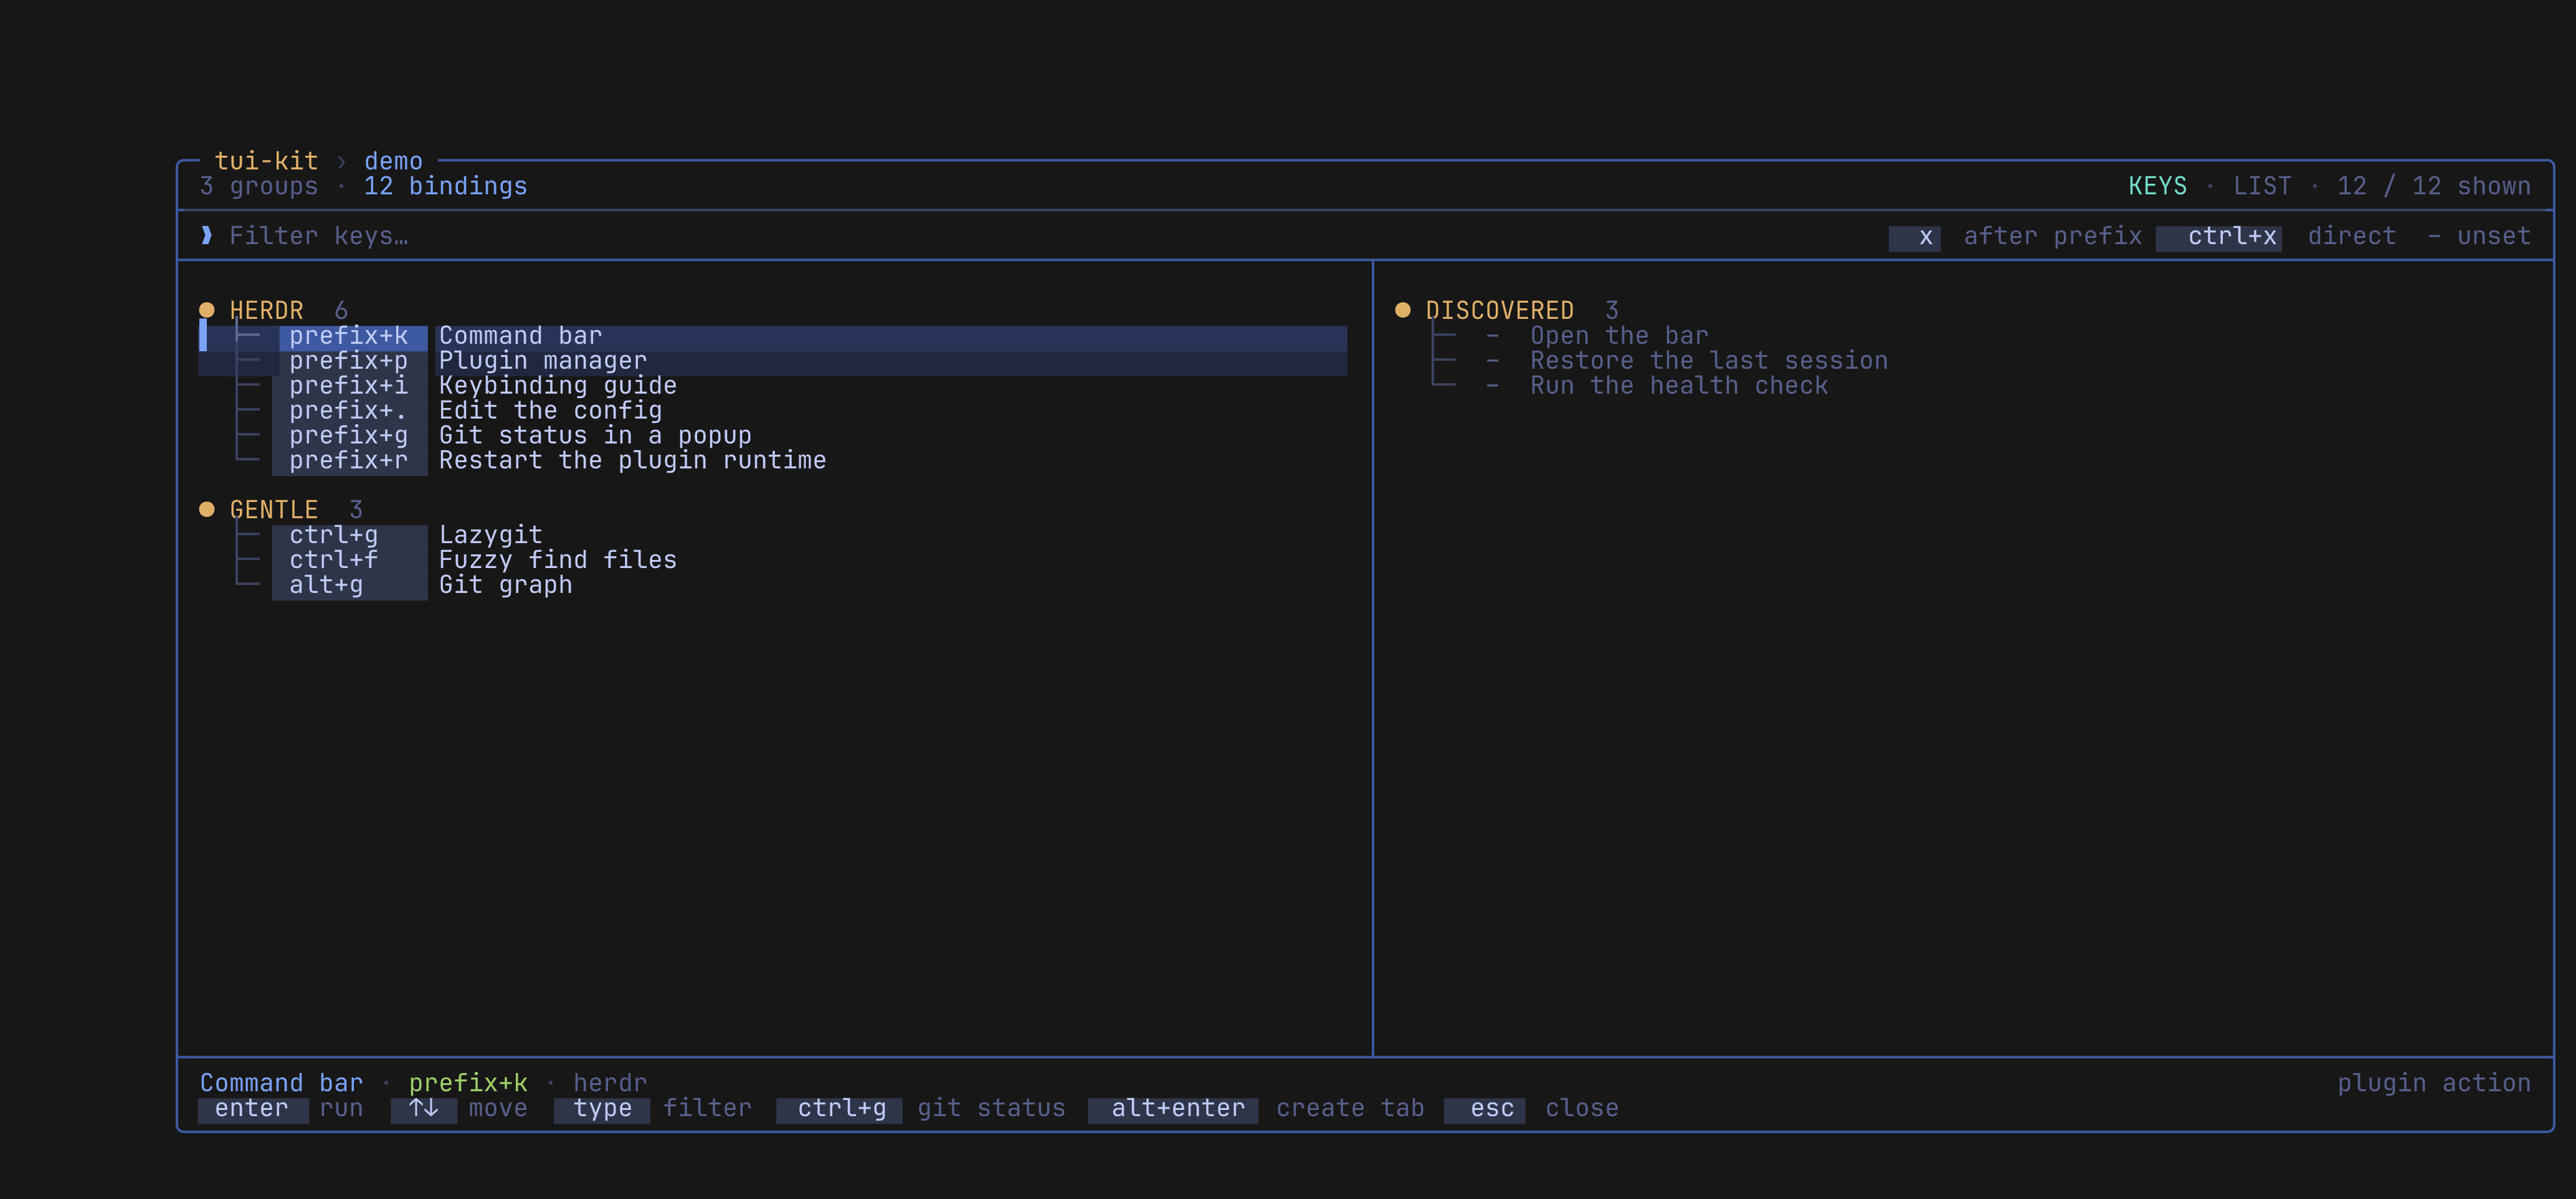 tui-kit › demo
3 groups · 12 bindings KEYS · LIST · 12 / 12 shown
❯ Filter keys… x after prefix ctrl+x direct - unset
● HERDR 6
prefix+k Command bar
prefix+p Plugin manager
prefix+i Keybinding guide
prefix+. Edit the config
prefix+g Git status in a popup
prefix+r Restart the plugin runtime
● GENTLE 3
ctrl+g Lazygit
ctrl+f Fuzzy find files
alt+g Git graph
● DISCOVERED 3
- Open the bar
- Restore the last session
- Run the health check
Command bar · prefix+k · herdr plugin action
enter run ↑↓ move type filter ctrl+g git status alt+enter create tab esc close